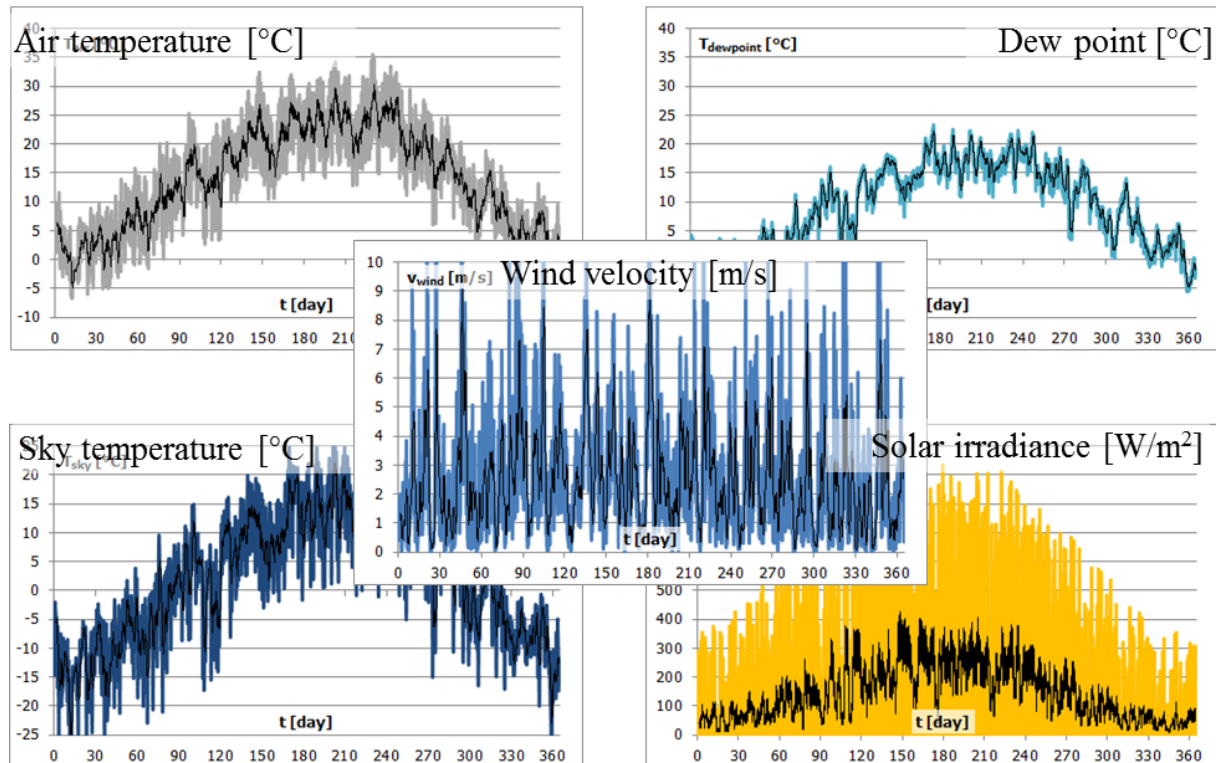 Air temperature [°C]
40
35
30
25
20
15
10
5
0
-5
-10
t [day]
0 30 60 90 120 150 180 210
Dew point [°C]
T_dewpoint [°C]
40
35
30
25
20
15
10
5
[day]
180 210 240 270 300 330 360
Wind velocity [m/s]
v_wind [m/s]
10
9
8
7
6
5
4
3
2
1
0
t [day]
0 30 60 90 120 150 180 210 240 270 300 330 360
Sky temperature [°C]
T_sky [°C]
20
15
10
5
0
-5
-10
-15
-20
-25
t [day]
0 30 60 90 120 150 180 210 240 270 300 330 360
Solar irradiance [W/m²]
500
400
300
200
100
0
t [day]
0 30 60 90 120 150 180 210 240 270 300 330 360